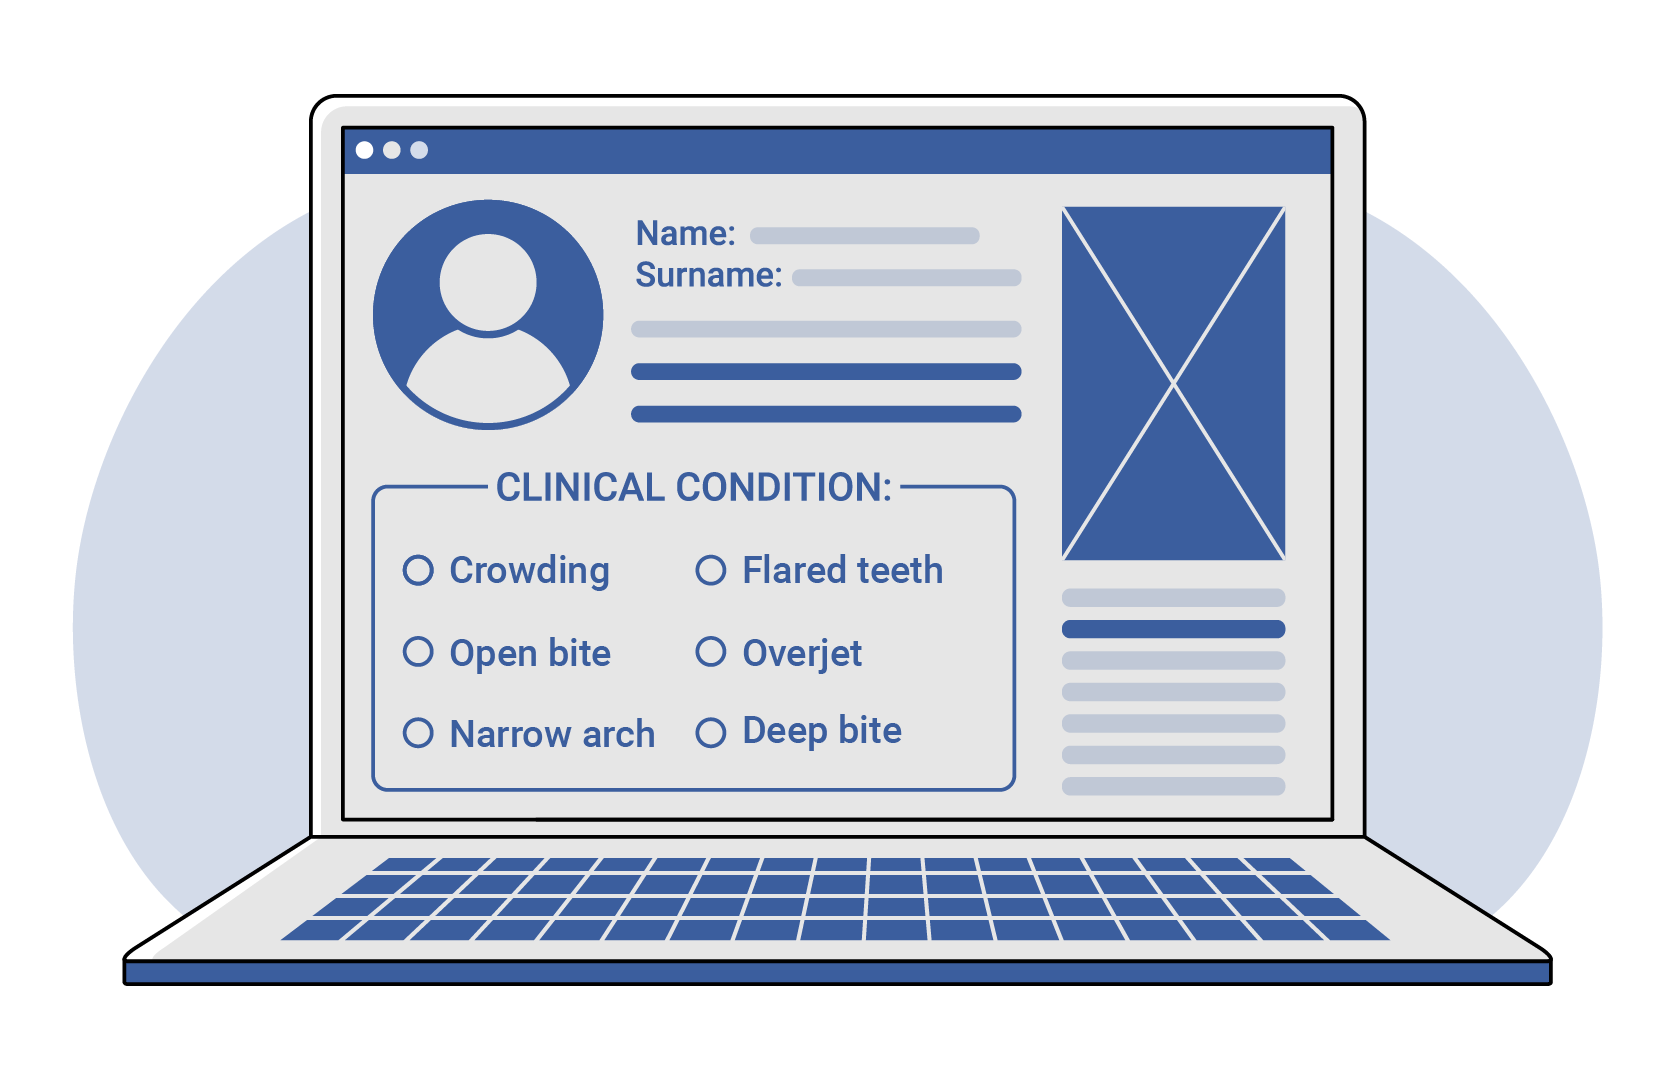 Name:
Surname:
CLINICAL CONDITION:
Crowding
Flared teeth
Open bite
Overjet
Narrow arch
Deep bite